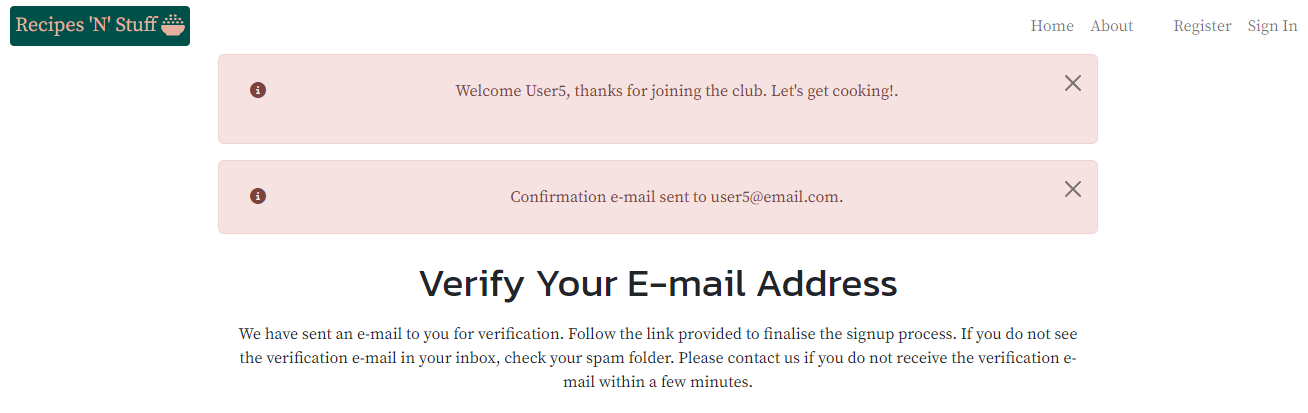 Recipes 'N' Stuff
Home About Register Sign In
Welcome User5, thanks for joining the club. Let's get cooking!.
Confirmation e-mail sent to user5@email.com.
Verify Your E-mail Address
We have sent an e-mail to you for verification. Follow the link provided to finalise the signup process. If you do not see
the verification e-mail in your inbox, check your spam folder. Please contact us if you do not receive the verification e-
mail within a few minutes.